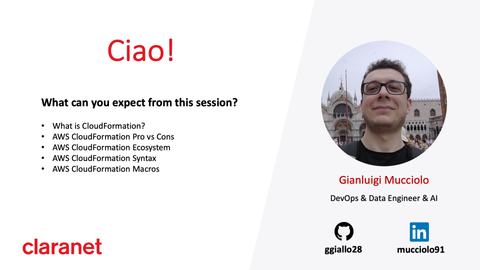 Ciao!
What can you expect from this session?
• What is CloudFormation?
• AWS CloudFormation Pro vs Cons
• AWS CloudFormation Ecosystem
• AWS CloudFormation Syntax
• AWS CloudFormation Macros
claranet
Gianluigi Mucciolo
DevOps & Data Engineer & AI
in
ggiallo28
mucciolo91